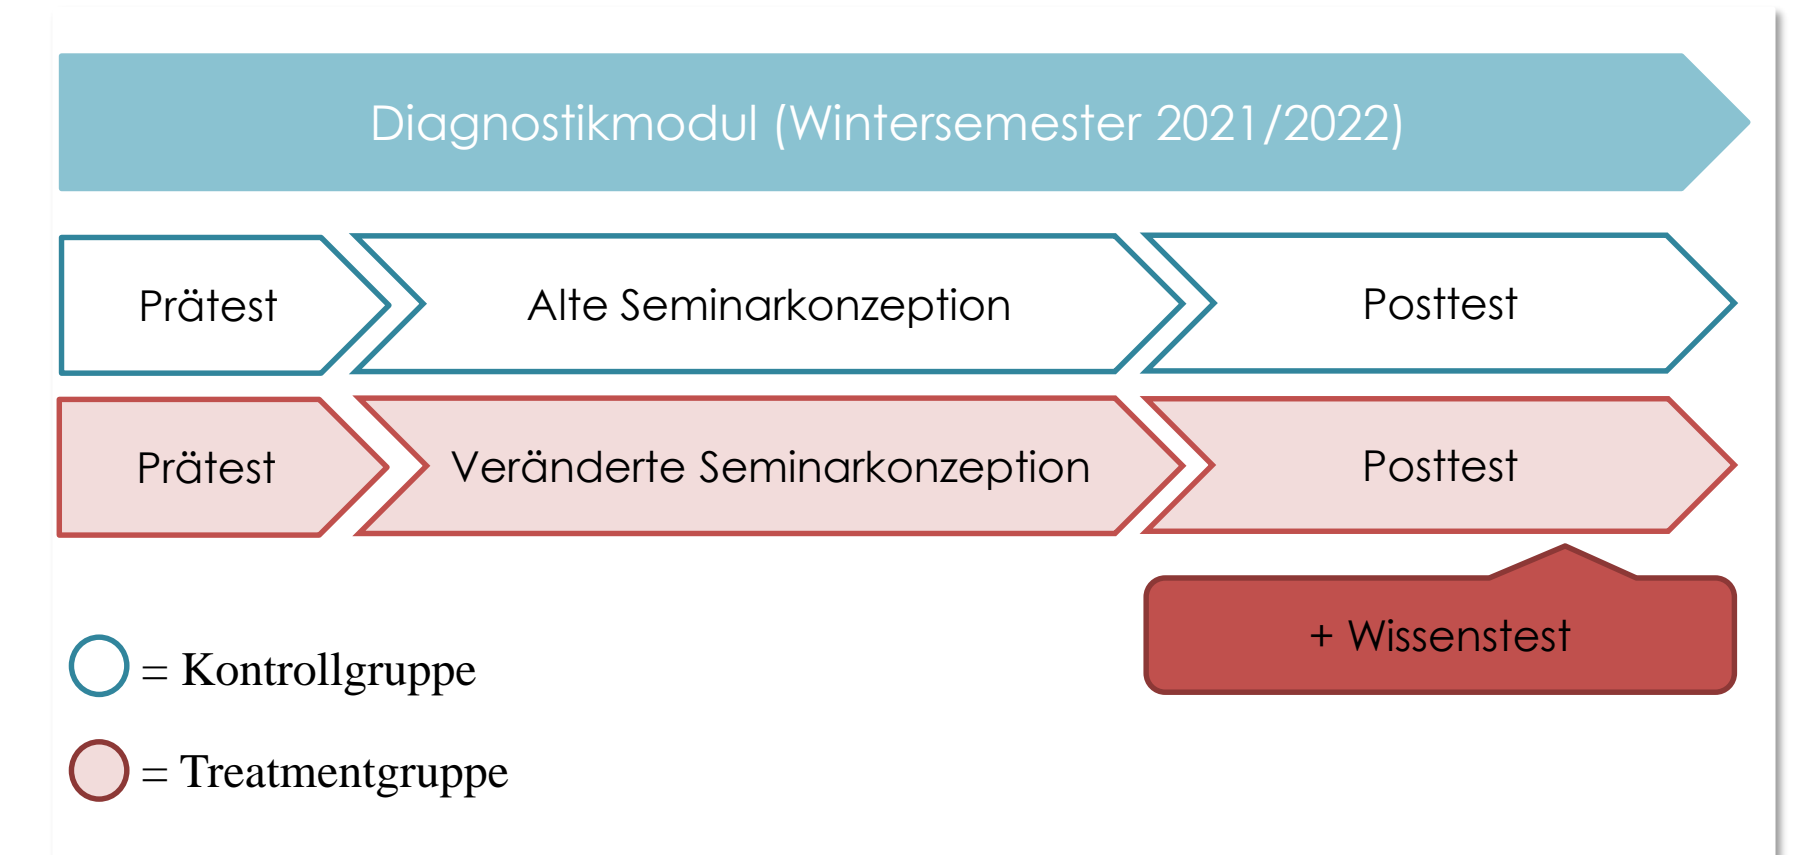 Diagnostikmodul (Wintersemester 2021/2022)
Prätest
Alte Seminarkonzeption
Posttest
Prätest
Veränderte Seminarkonzeption
Posttest
+ Wissenstest
= Kontrollgruppe
= Treatmentgruppe